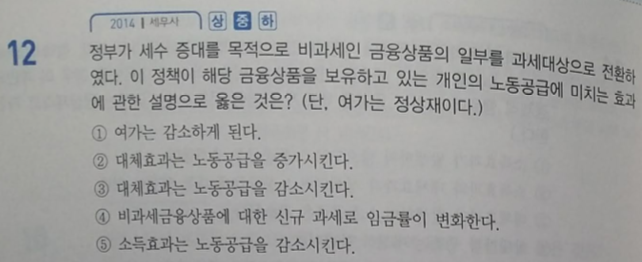 2014 | 세무사 상 중 하
12 정부가 세수 증대를 목적으로 비과세인 금융상품의 일부를 과세대상으로 전환하
였다. 이 정책이 해당 금융상품을 보유하고 있는 개인의 노동공급에 미치는 효과
에 관한 설명으로 옳은 것은? (단, 여가는 정상재이다.)
① 여가는 감소하게 된다.
② 대체효과는 노동공급을 증가시킨다.
③ 대체효과는 노동공급을 감소시킨다.
④ 비과세금융상품에 대한 신규 과세로 임금률이 변화한다.
⑤ 소득효과는 노동공급을 감소시킨다.